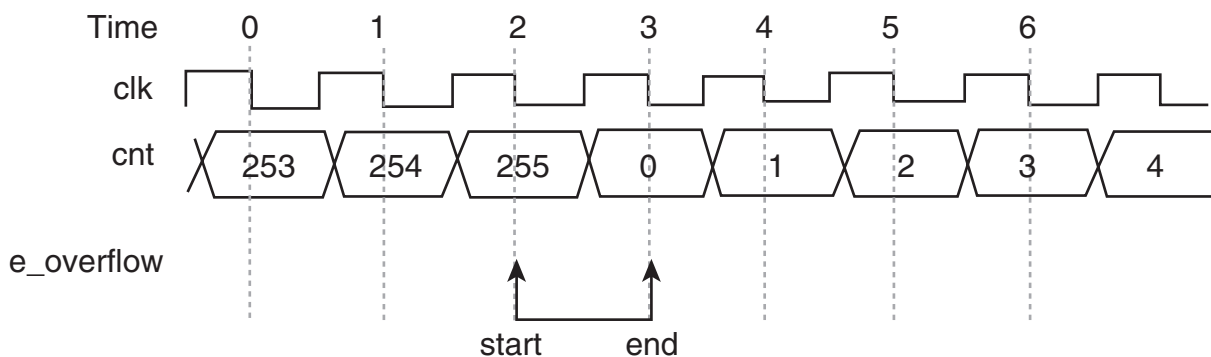 Time 0 1 2 3 4 5 6
clk
cnt 253 254 255 0 1 2 3 4
e_overflow
start end